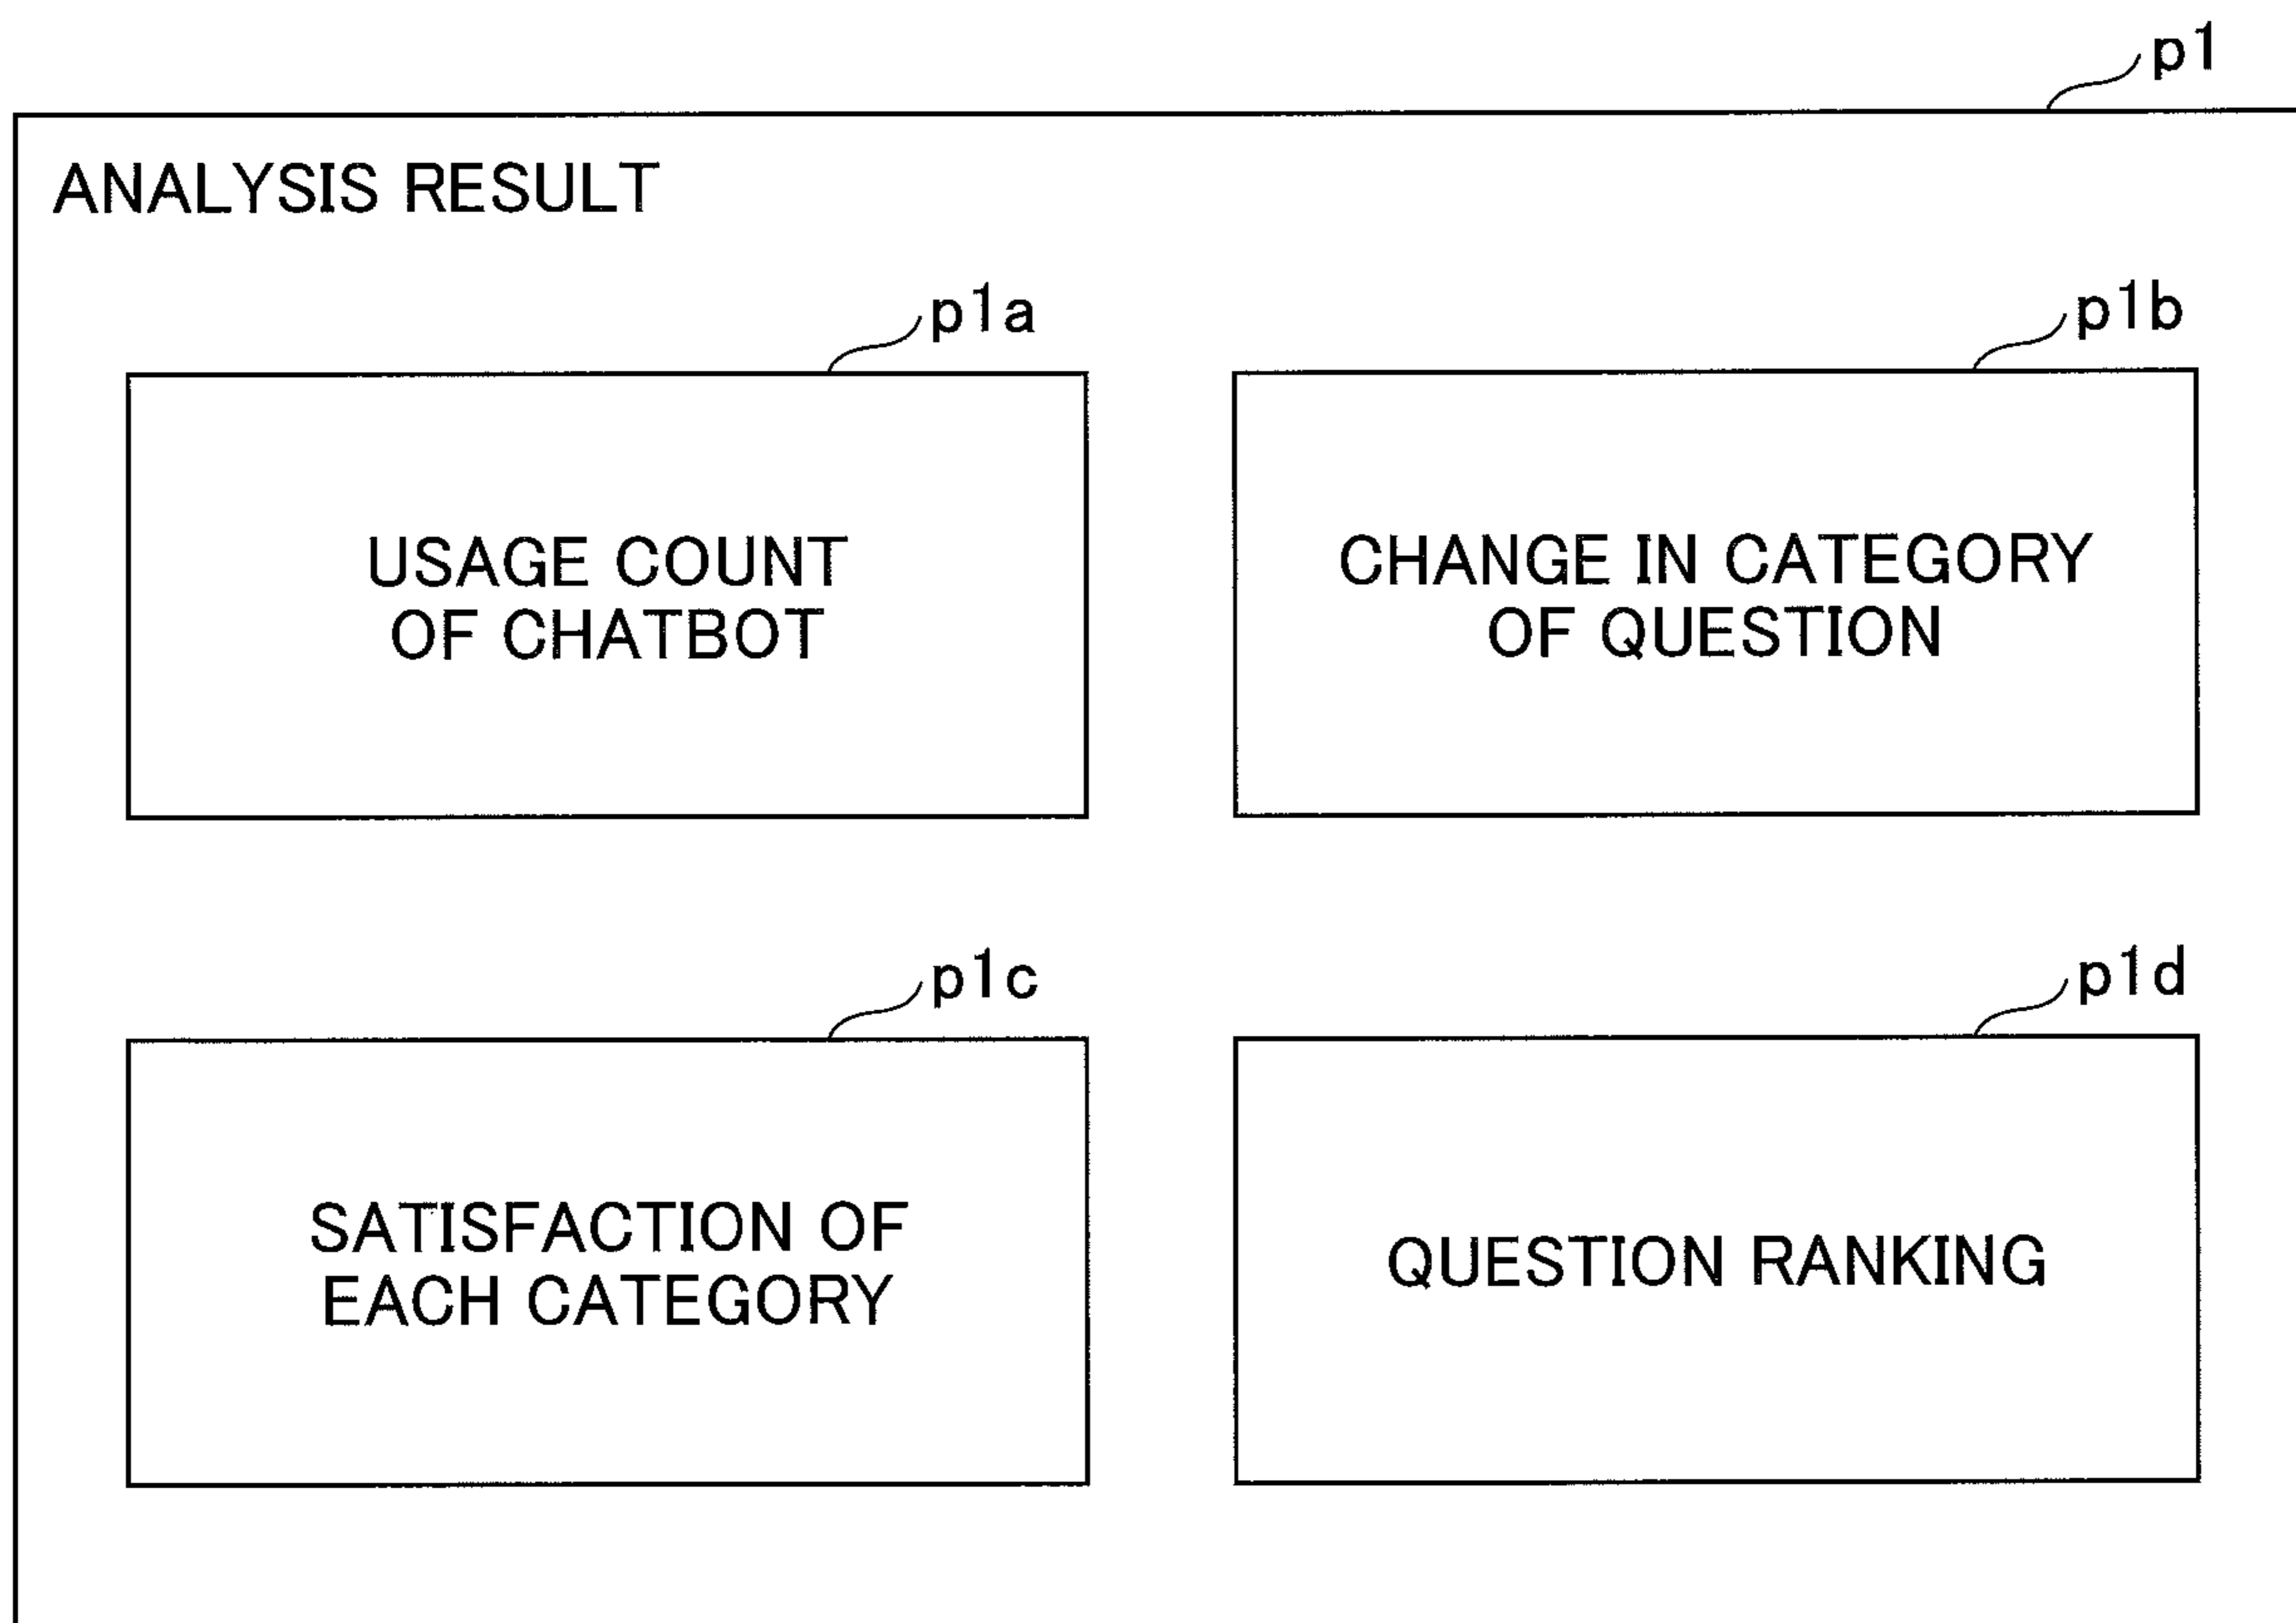 p1
ANALYSIS RESULT
p1a
p1b
USAGE COUNT
OF CHATBOT
CHANGE IN CATEGORY
OF QUESTION
p1c
p1d
SATISFACTION OF
EACH CATEGORY
QUESTION RANKING